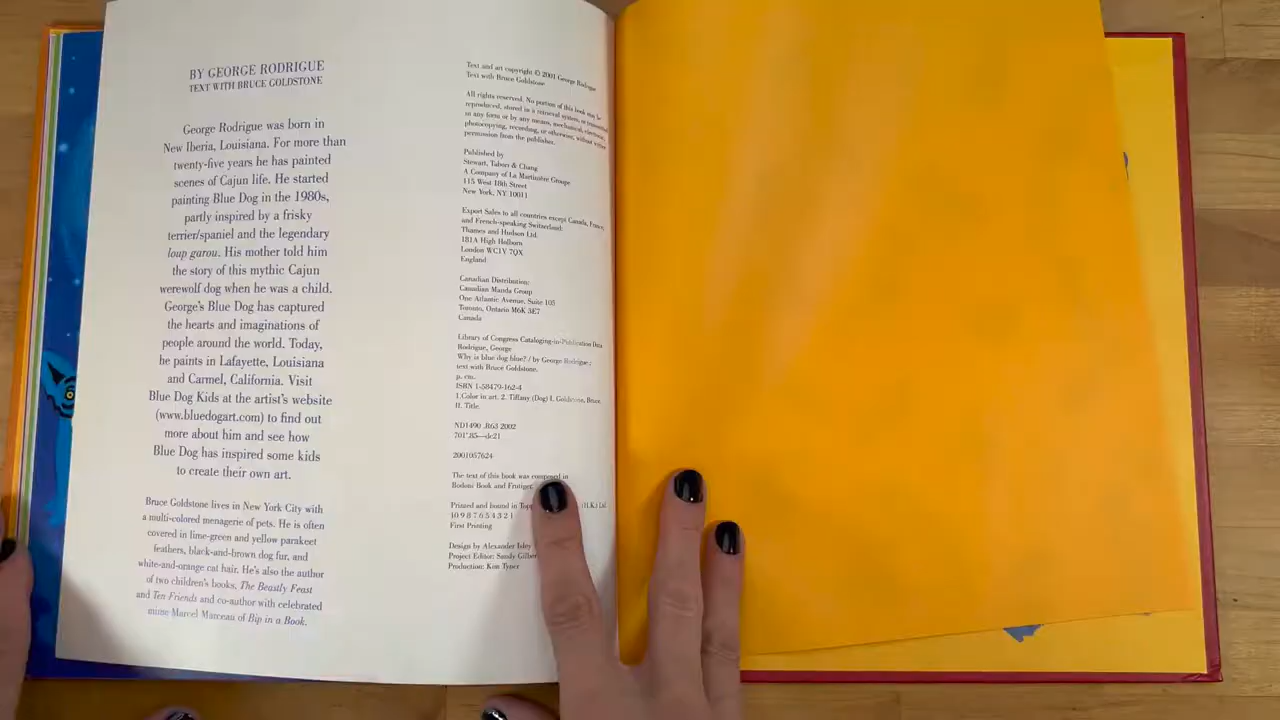 BY GEORGE RODRIGUE
TEXT WITH BRUCE GOLDSTONE
George Rodrigue was born in
New Iberia, Louisiana. For more than
twenty-five years he has painted
scenes of Cajun life. He started
painting Blue Dog in the 1980s,
partly inspired by a frisky
terrier/spaniel and the legendary
loup garou. His mother told him
the story of this mythic Cajun
werewolf dog when he was a child.
George's Blue Dog has captured
the hearts and imaginations of
people around the world. Today,
he paints in Lafayette, Louisiana
and Carmel, California. Visit
Blue Dog Kids at the artist's website
(www.bluedogart.com) to find out
more about him and see how
Blue Dog has inspired some kids
to create their own art.
Bruce Goldstone lives in New York City with
a multi-colored menagerie of pets. He is often
covered in lime-green and yellow parakeet
feathers, black-and-brown dog fur, and
white-and-orange cat hair. He's also the author
of two children's books, The Beastly Feast
and Ten Friends and co-author with celebrated
mime Marcel Marceau of Bip in a Book.
Text and art copyright © 2001 George Rodrigue
Text with Bruce Goldstone
All rights reserved. No portion of this book may be
reproduced, stored in a retrieval system, or transmitted
in any form or by any means, mechanical, electronic,
photocopying, recording, or otherwise, without written
permission from the publisher.
Published by
Stewart, Tabori & Chang
A Company of La Martinière Groupe
115 West 18th Street
New York, NY 10011
Export Sales to all countries except Canada, France,
and French-speaking Switzerland:
Thames and Hudson Ltd.
181A High Holborn
London WC1V 7QX
England
Canadian Distribution:
Canadian Manda Group
One Atlantic Avenue, Suite 105
Toronto, Ontario M6K 3E7
Canada
Library of Congress Cataloging-in-Publication Data
Rodrigue, George
Why is blue dog blue? / by George Rodrigue ;
text with Bruce Goldstone.
p. cm.
ISBN 1-58479-162-4
1.Color in art. 2. Tiffany (Dog) I. Goldstone, Bruce.
II. Title.
ND1490 .R63 2002
701'.85—dc21
2001057624
The text of this book was composed in
Bodoni Book and Frutiger.
Printed and bound in (H.K.) Ltd.
10 9 8 7 6 5 4 3 2 1
First Printing
Design by Alexander Isley
Project Editor: Sandy
Production: Kim Tyner